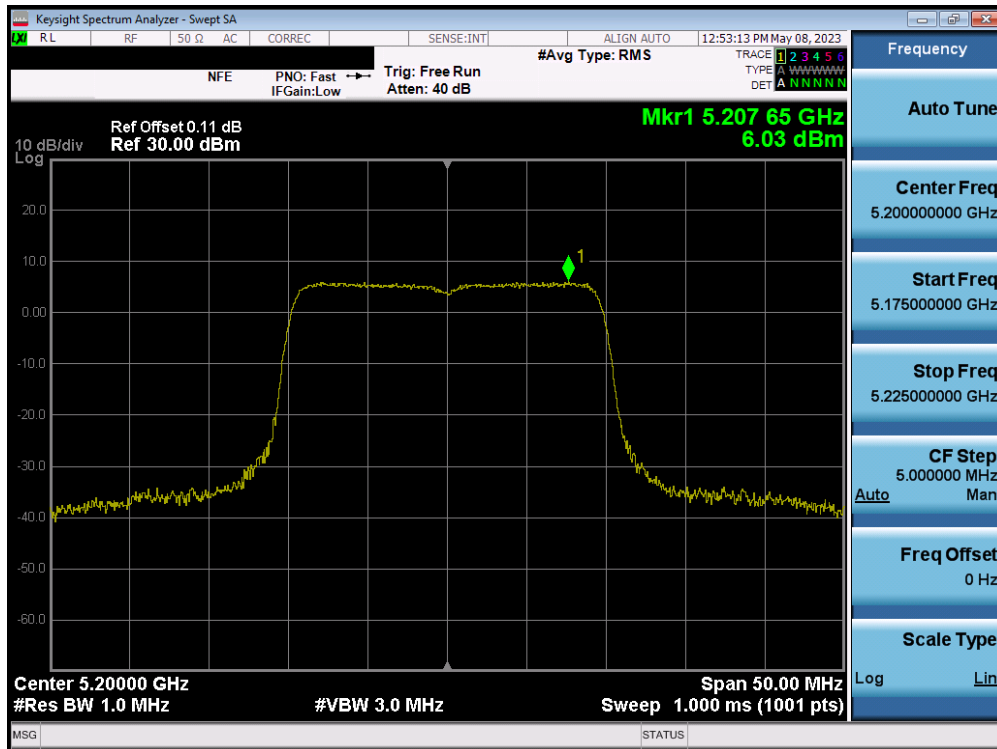 Keysight Spectrum Analyzer - Swept SA
LXI RL RF 50 Ω AC CORREC SENSE:INT ALIGN AUTO 12:53:13 PM May 08, 2023
NFE
PNO: Fast
IFGain:Low
Trig: Free Run
Atten: 40 dB
#Avg Type: RMS
TRACE 1 2 3 4 5 6
TYPE A WWWWW
DET A N N N N N
Mkr1 5.207 65 GHz
6.03 dBm
Ref Offset 0.11 dB
10 dB/div Ref 30.00 dBm
Log
1
20.0
10.0
0.00
-10.0
-20.0
-30.0
-40.0
-50.0
-60.0
Center 5.20000 GHz Span 50.00 MHz
#Res BW 1.0 MHz #VBW 3.0 MHz Sweep 1.000 ms (1001 pts)
MSG STATUS
Frequency
Auto Tune
Center Freq
5.200000000 GHz
Start Freq
5.175000000 GHz
Stop Freq
5.225000000 GHz
CF Step
5.000000 MHz
Auto Man
Freq Offset
0 Hz
Scale Type
Log Lin